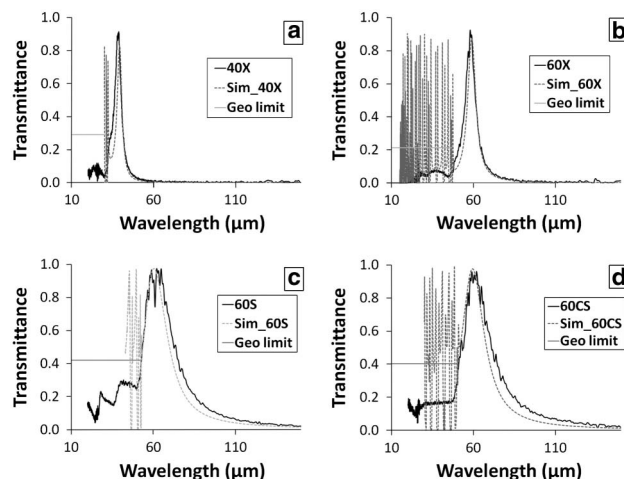 a
Transmittance
1.0
0.8
0.6
0.4
0.2
0.0
40X
Sim_40X
Geo limit
10
60
110
Wavelength (µm)
b
Transmittance
1.0
0.8
0.6
0.4
0.2
0.0
60X
Sim_60X
Geo limit
10
60
110
Wavelength (µm)
c
Transmittance
1.0
0.8
0.6
0.4
0.2
0.0
60S
Sim_60S
Geo limit
10
60
110
Wavelength (µm)
d
Transmittance
1.0
0.8
0.6
0.4
0.2
0.0
60CS
Sim_60CS
Geo limit
10
60
110
Wavelength (µm)